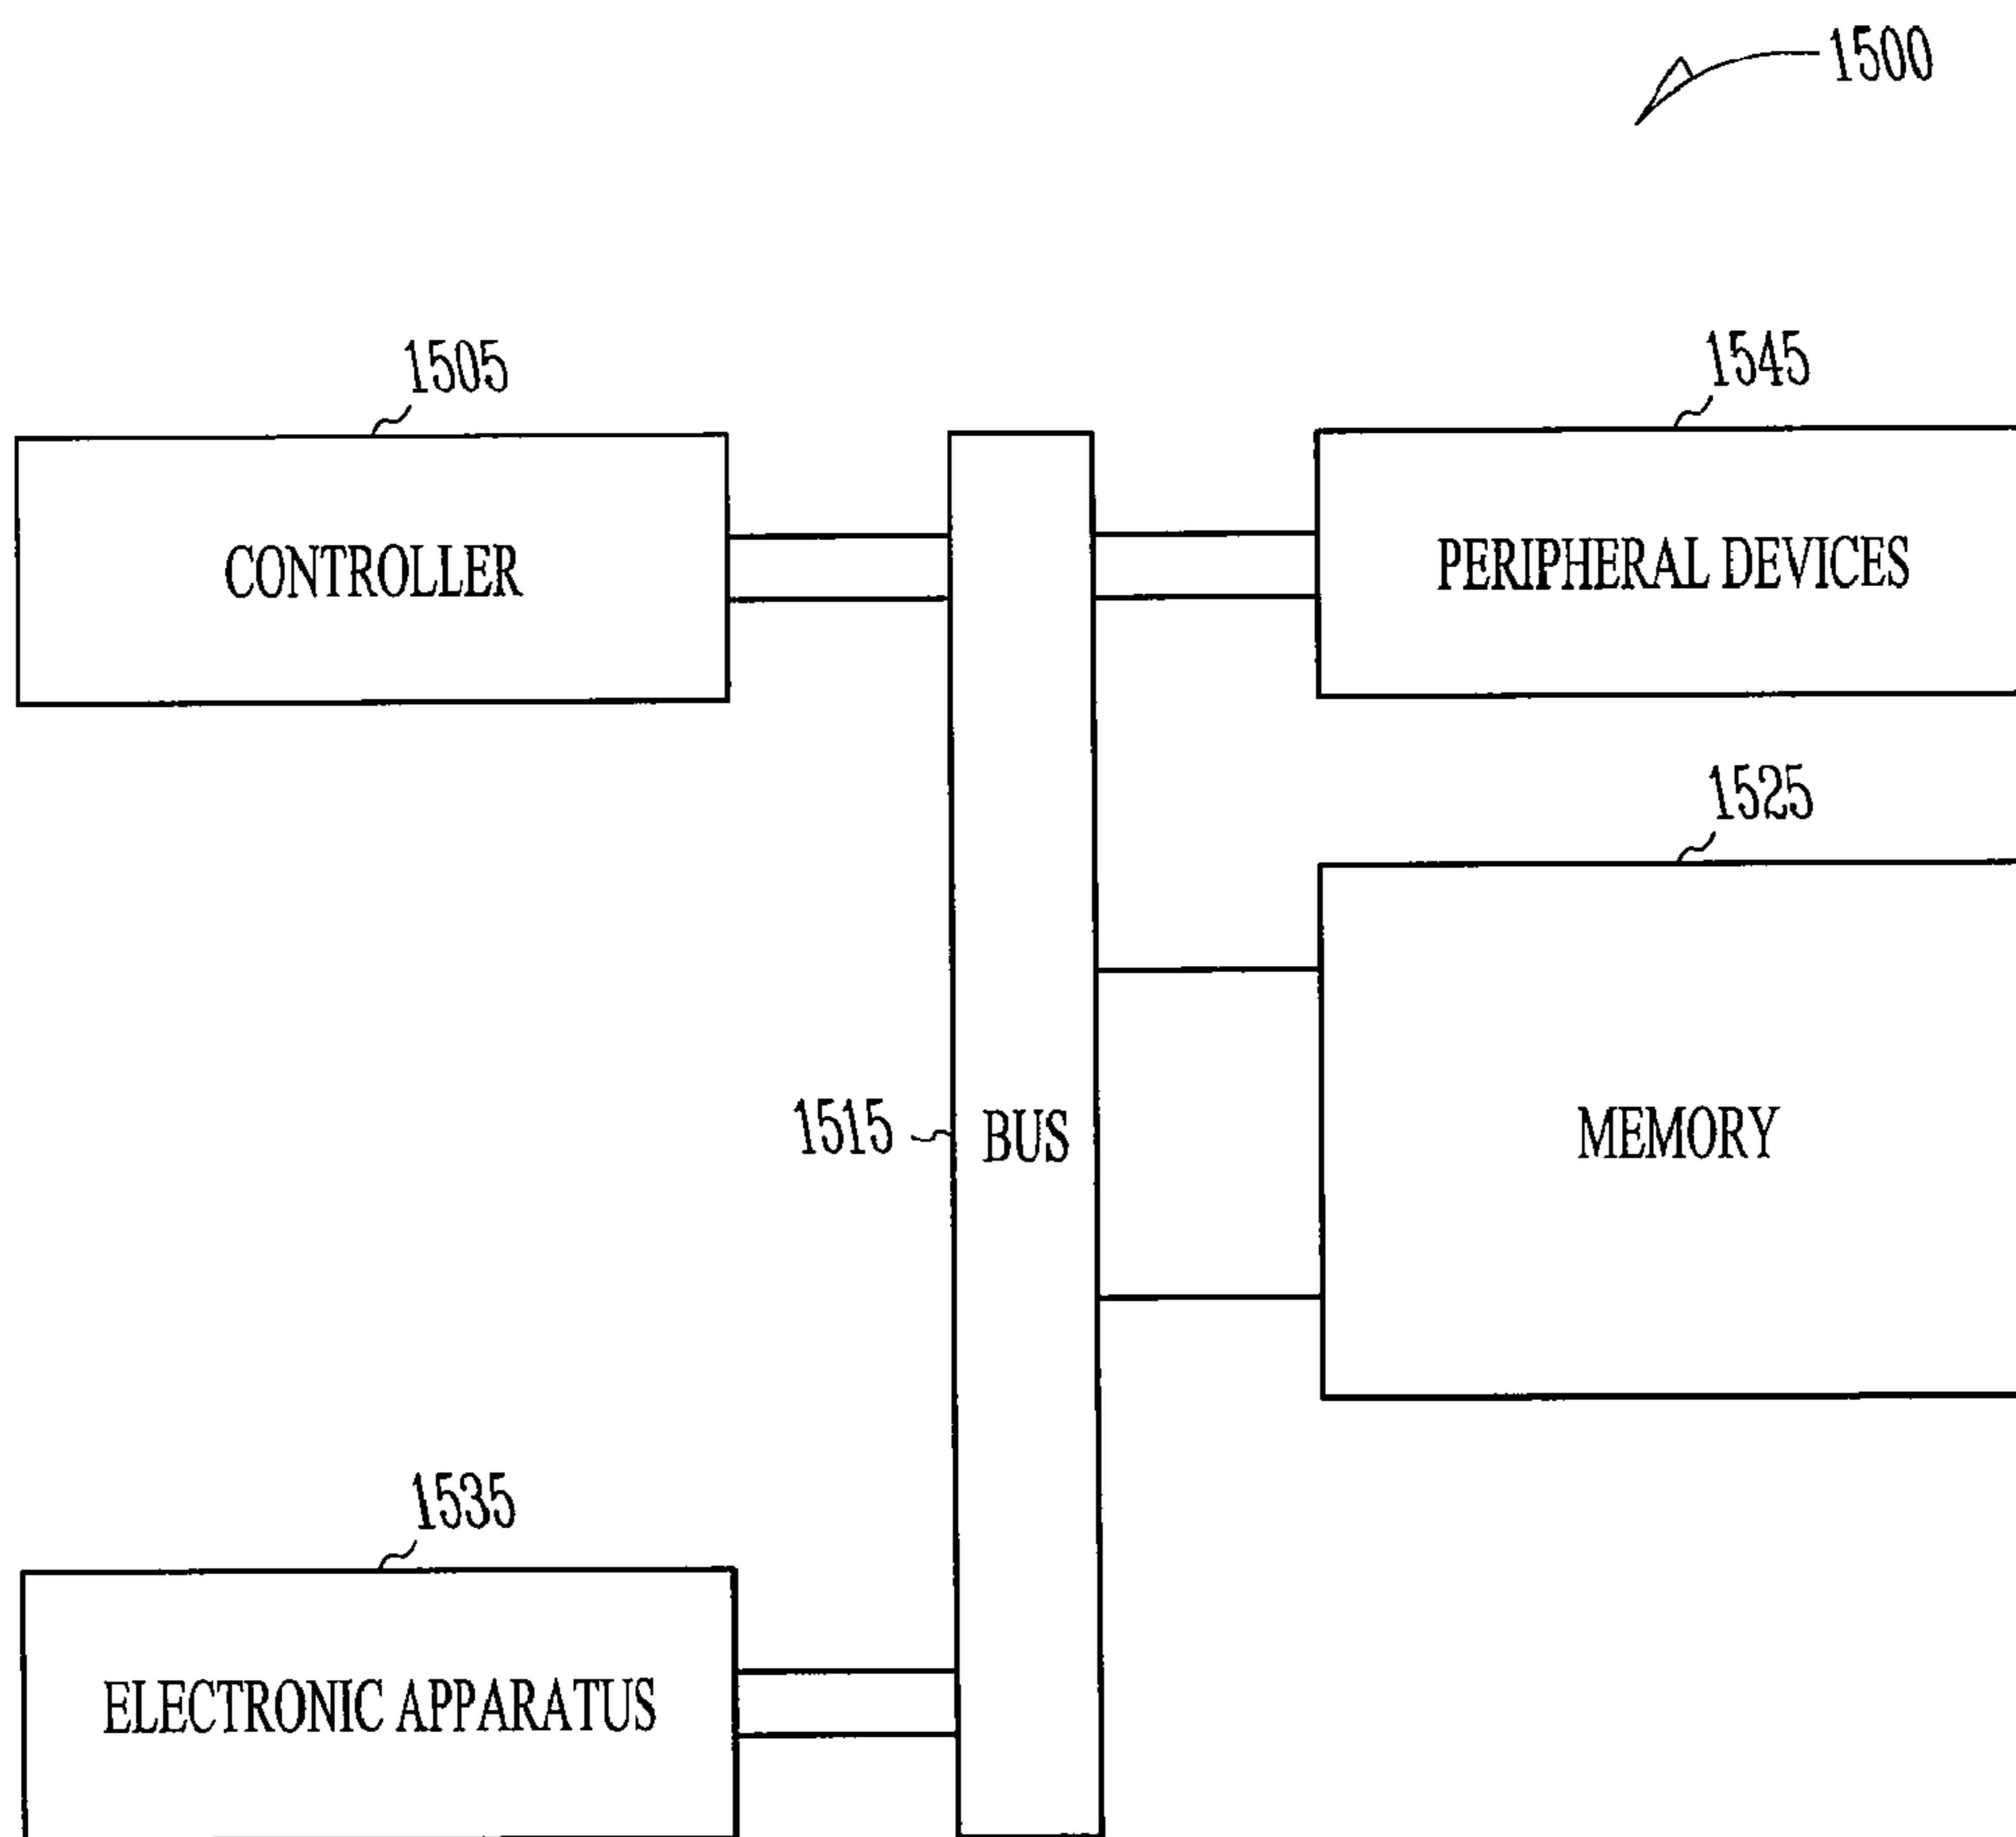 1500
1505
1545
CONTROLLER
PERIPHERAL DEVICES
1525
1515
BUS
MEMORY
1535
ELECTRONIC APPARATUS